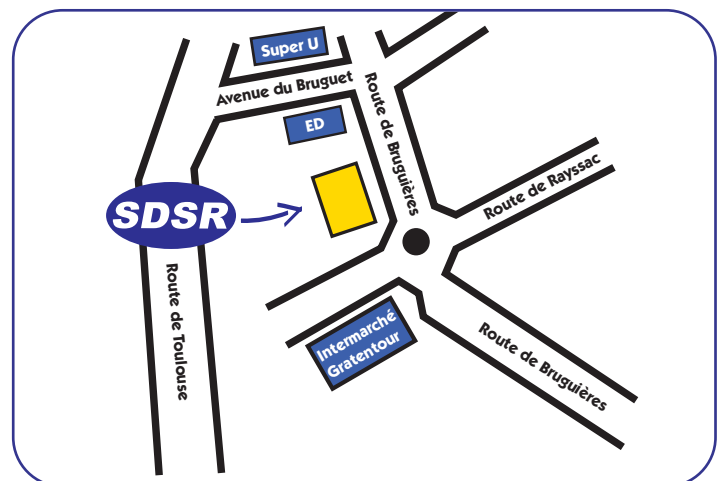 Super U
Avenue du Bruguet
Route de Bruguières
ED
Route de Rayssac
SDSR
Route de Toulouse
Intermarché
Gratentour
Route de Bruguières